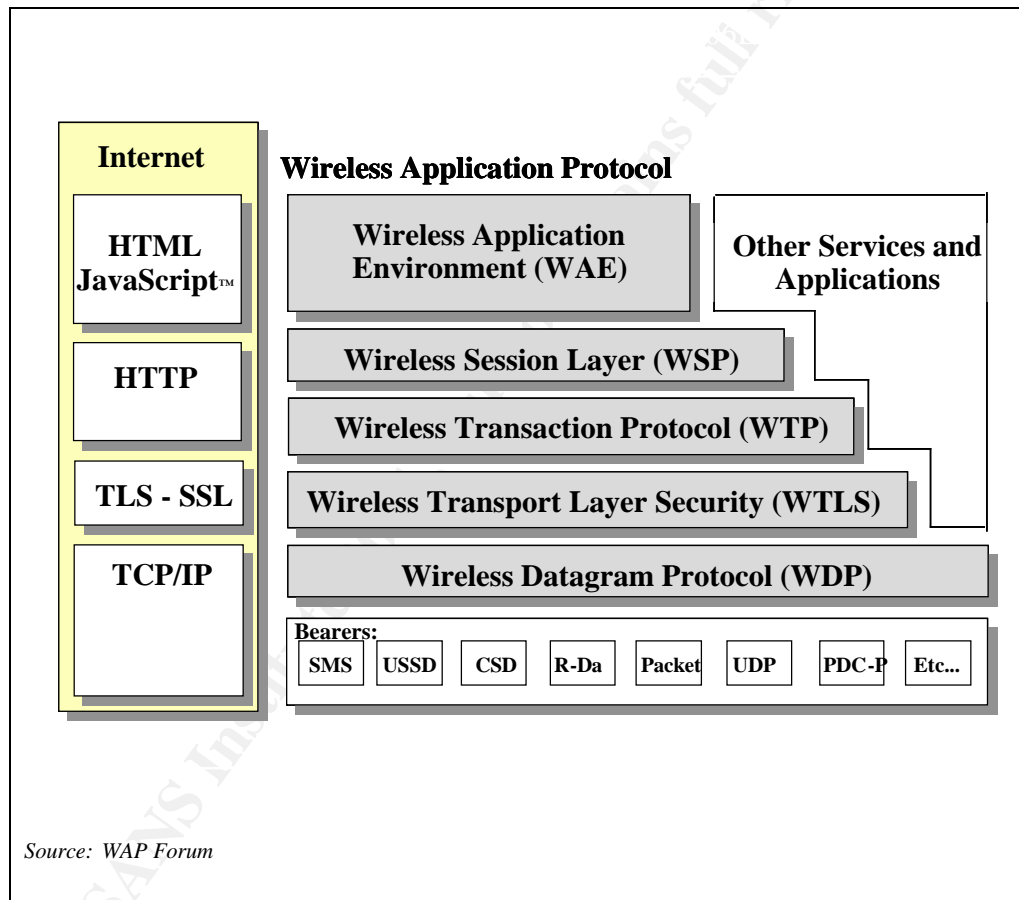 Internet
HTML
JavaScript™
HTTP
TLS - SSL
TCP/IP
Wireless Application Protocol
Wireless Application
Environment (WAE)
Other Services and
Applications
Wireless Session Layer (WSP)
Wireless Transaction Protocol (WTP)
Wireless Transport Layer Security (WTLS)
Wireless Datagram Protocol (WDP)
Bearers:
SMS USSD CSD R-Da Packet UDP PDC-P Etc...
Source: WAP Forum
SANS